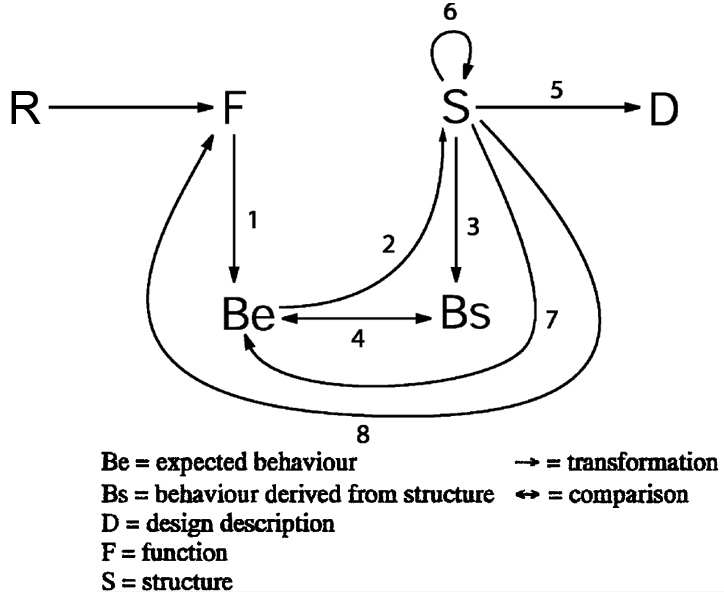 6
R F S 5 D
1 2 3
Be 4 Bs 7
8
Be = expected behaviour → = transformation
Bs = behaviour derived from structure ↔ = comparison
D = design description
F = function
S = structure